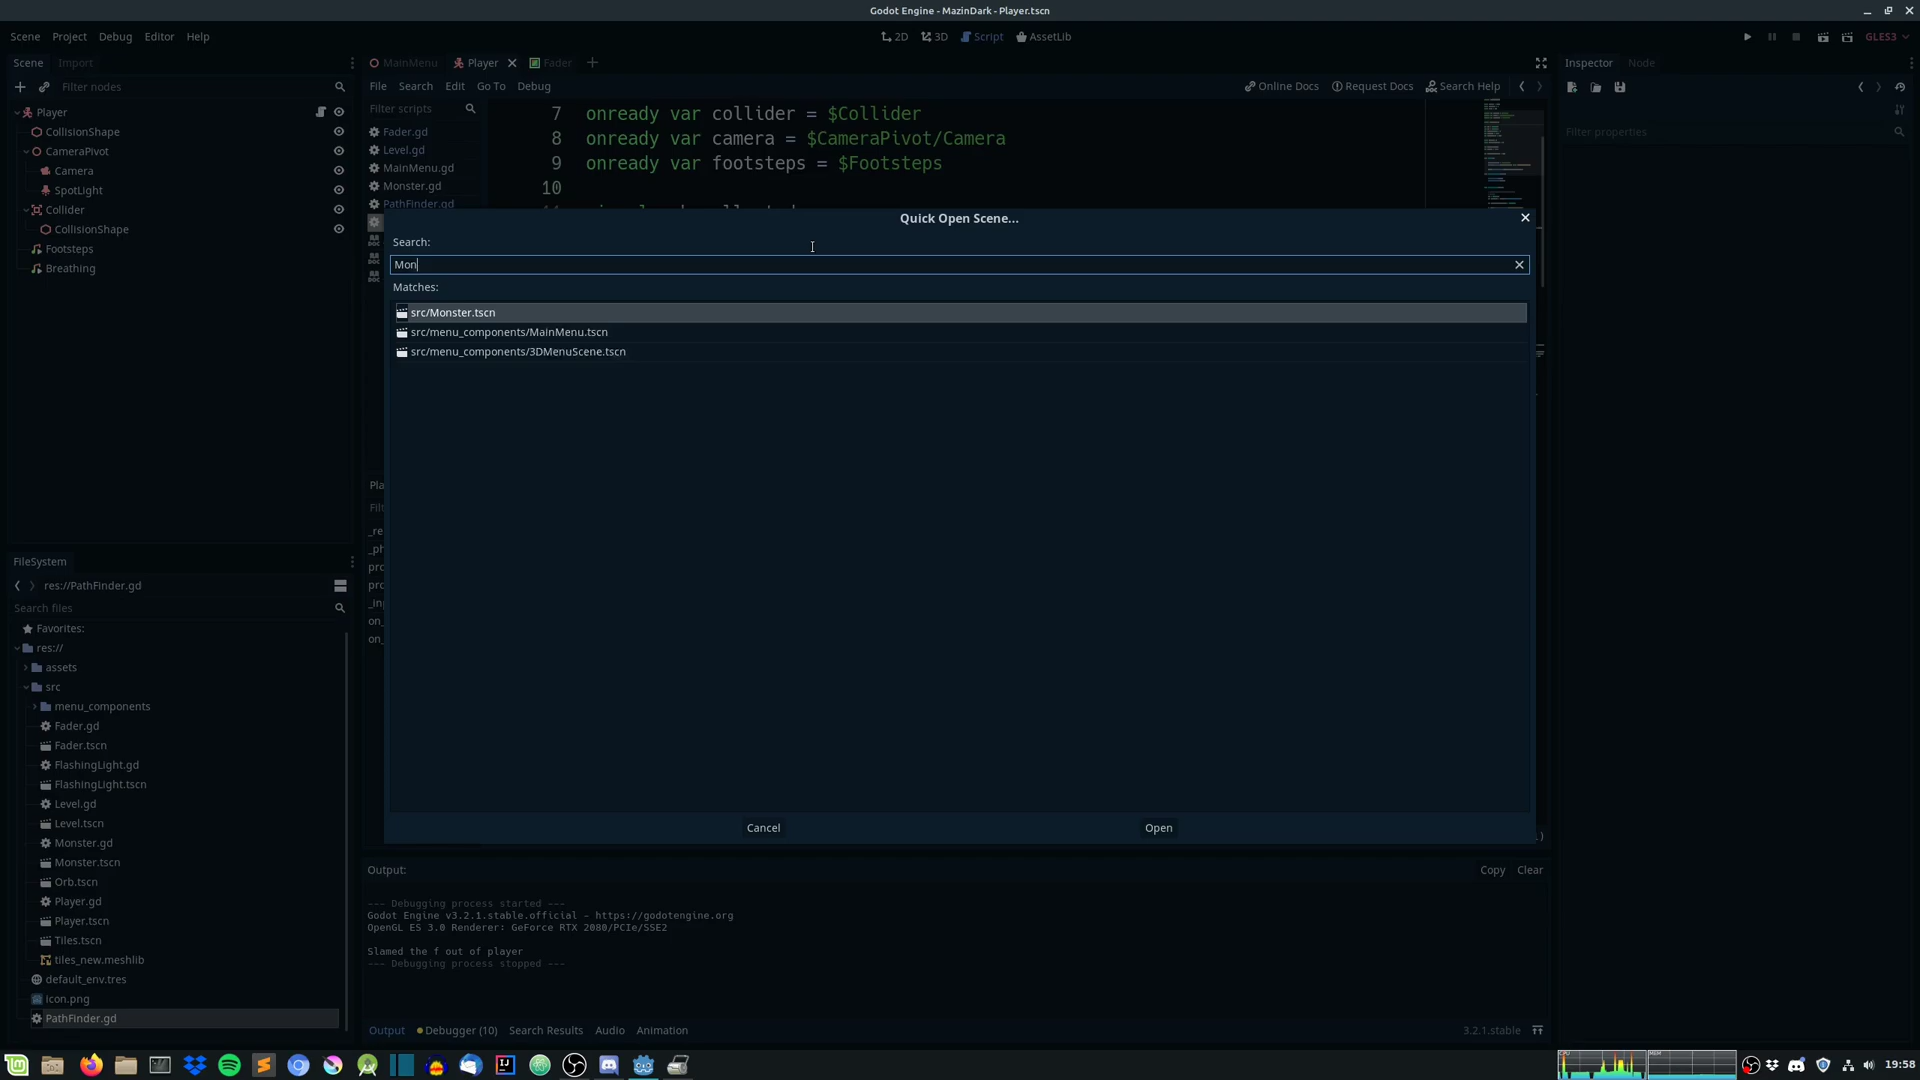 Godot Engine - MazinDark - Player.tscn
Scene Project Debug Editor Help
2D 3D Script AssetLib
GLES3
Scene Import
MainMenu Player Fader
Inspector Node
Filter nodes
File Search Edit Go To Debug
Online Docs Request Docs Search Help
Filter scripts
Filter properties
Player
CollisionShape
CameraPivot
Camera
SpotLight
Collider
CollisionShape
Footsteps
Breathing
Fader.gd
Level.gd
MainMenu.gd
Monster.gd
PathFinder.gd
7 onready var collider = $Collider
8 onready var camera = $CameraPivot/Camera
9 onready var footsteps = $Footsteps
10
Quick Open Scene...
Search:
Mon
Matches:
src/Monster.tscn
src/menu_components/MainMenu.tscn
src/menu_components/3DMenuScene.tscn
Cancel Open
FileSystem
res://PathFinder.gd
Search files
Favorites:
res://
assets
src
menu_components
Fader.gd
Fader.tscn
FlashingLight.gd
FlashingLight.tscn
Level.gd
Level.tscn
Monster.gd
Monster.tscn
Orb.tscn
Player.gd
Player.tscn
Tiles.tscn
tiles_new.meshlib
default_env.tres
icon.png
PathFinder.gd
Output: Copy Clear
--- Debugging process started ---
Godot Engine v3.2.1.stable.official - https://godotengine.org
OpenGL ES 3.0 Renderer: GeForce RTX 2080/PCIe/SSE2
Slamed the f out of player
--- Debugging process stopped ---
Output Debugger (10) Search Results Audio Animation 3.2.1.stable
19:58